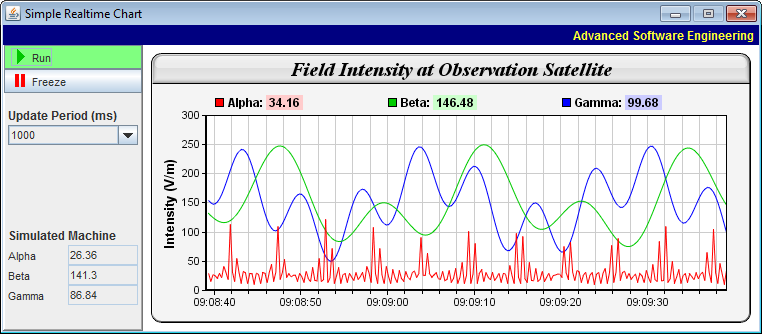 Simple Realtime Chart
Advanced Software Engineering
Run
Freeze
Update Period (ms)
1000
Simulated Machine
Alpha 26.36
Beta 141.3
Gamma 86.84
Field Intensity at Observation Satellite
Alpha: 34.16 Beta: 146.48 Gamma: 99.68
Intensity (V/m)
300
250
200
150
100
50
0
09:08:40 09:08:50 09:09:00 09:09:10 09:09:20 09:09:30